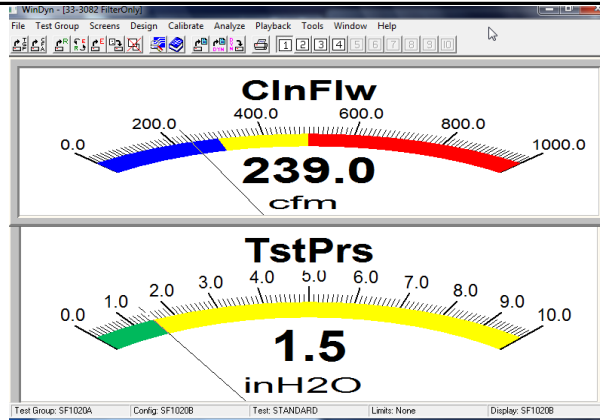 WinDyn - [33-3082 FilterOnly]
File Test Group Screens Design Calibrate Analyze Playback Tools Window Help
1 2 3 4 5 6 7 8 9 10
ClnFlw
0.0 200.0 400.0 600.0 800.0 1000.0
239.0
cfm
TstPrs
0.0 1.0 2.0 3.0 4.0 5.0 6.0 7.0 8.0 9.0 10.0
1.5
inH2O
Test Group: SF1020A Config: SF1020B Test: STANDARD Limits: None Display: SF1020B